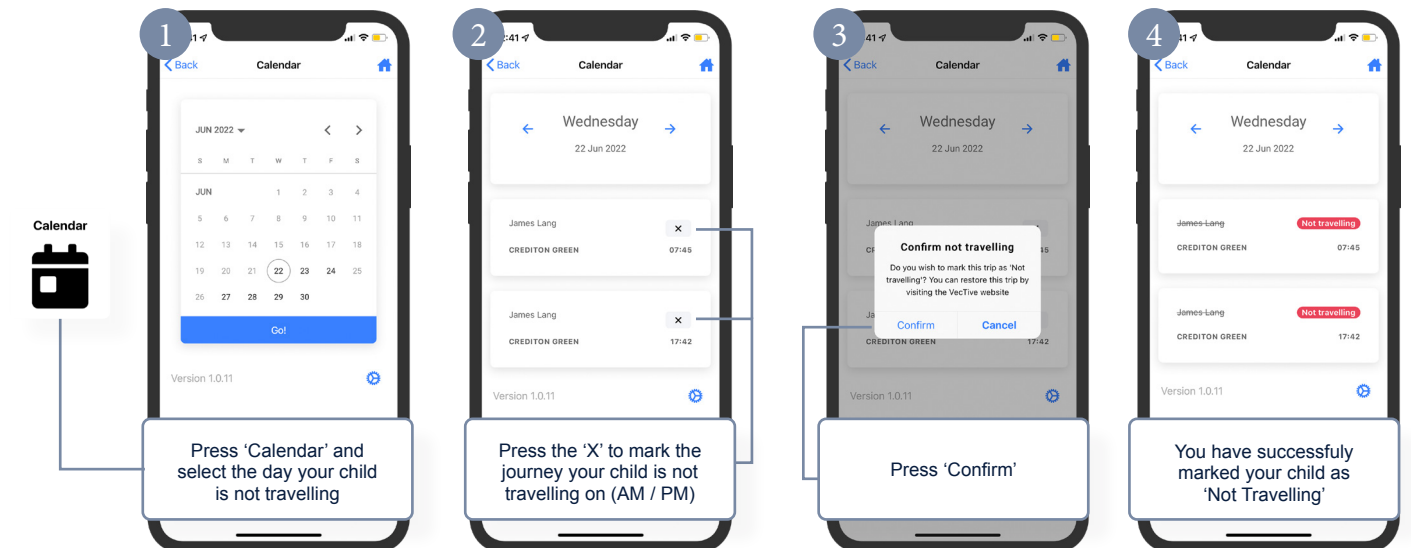 Calendar
1
:41
Back
Calendar
JUN 2022
S M T W T F S
JUN 1 2 3 4
5 6 7 8 9 10 11
12 13 14 15 16 17 18
19 20 21 22 23 24 25
26 27 28 29 30
Go!
Version 1.0.11
Press ‘Calendar’ and
select the day your child
is not travelling
2
:41
Back
Calendar
Wednesday
22 Jun 2022
James Lang
X
CREDITON GREEN 07:45
James Lang
X
CREDITON GREEN 17:42
Version 1.0.11
Press the ‘X’ to mark the
journey your child is not
travelling on (AM / PM)
3
41
Back
Calendar
Wednesday
22 Jun 2022
James Lang
Confirm not travelling
Do you wish to mark this trip as 'Not
travelling'? You can restore this trip by
visiting the VecTive website
Confirm Cancel
CREDITON GREEN 17:42
Version 1.0.11
Press ‘Confirm’
4
41
Back
Calendar
Wednesday
22 Jun 2022
James Lang Not travelling
CREDITON GREEN 07:45
James Lang Not travelling
CREDITON GREEN 17:42
Version 1.0.11
You have successfuly
marked your child as
‘Not Travelling’